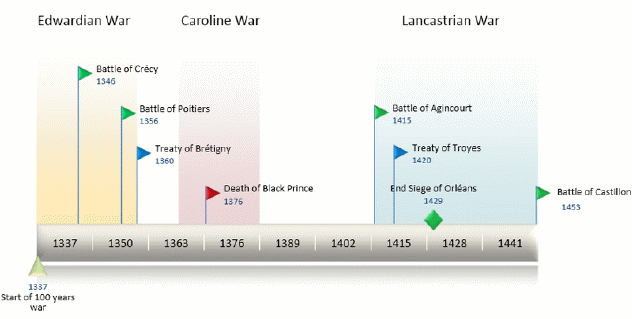 Edwardian War
Caroline War
Lancastrian War
Battle of Crécy
1346
Battle of Poitiers
1356
Treaty of Brétigny
1360
Death of Black Prince
1376
Battle of Agincourt
1415
Treaty of Troyes
1420
End Siege of Orléans
1429
Battle of Castillon
1453
1337 1350 1363 1376 1389 1402 1415 1428 1441
1337
Start of 100 years
war